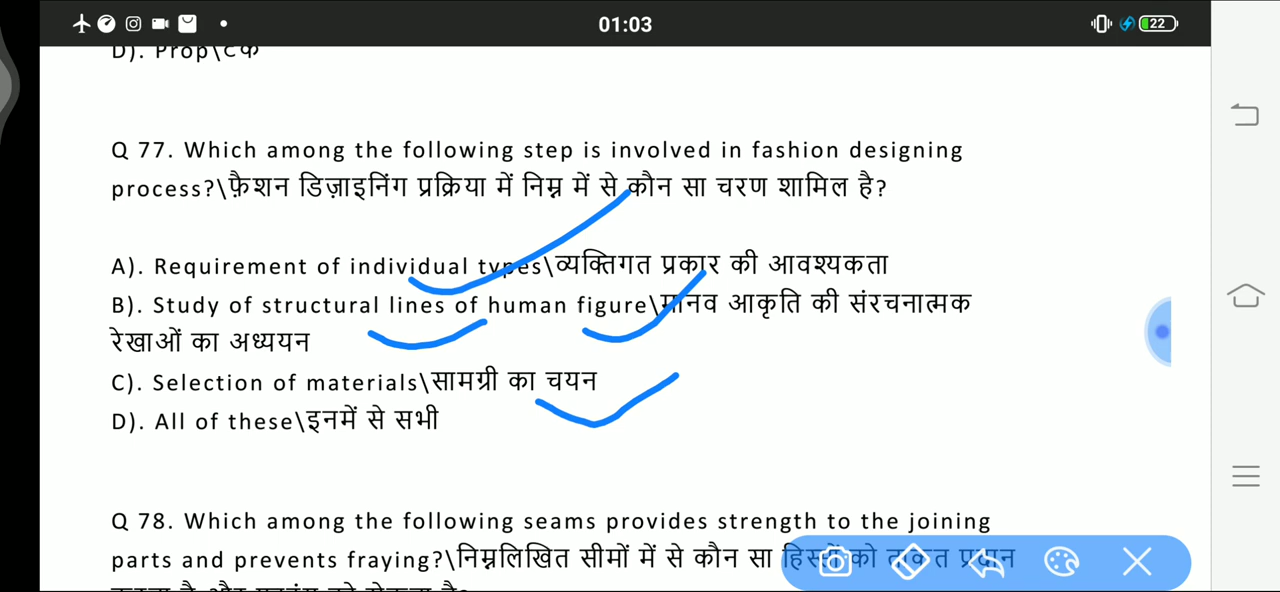 01:03
22
D). Prop\टेक
Q 77. Which among the following step is involved in fashion designing
process?\फ़ैशन डिज़ाइनिंग प्रक्रिया में निम्न में से कौन सा चरण शामिल है?
A). Requirement of individual types\व्यक्तिगत प्रकार की आवश्यकता
B). Study of structural lines of human figure\मानव आकृति की संरचनात्मक
रेखाओं का अध्ययन
C). Selection of materials\सामग्री का चयन
D). All of these\इनमें से सभी
Q 78. Which among the following seams provides strength to the joining
parts and prevents fraying?\निम्नलिखित सीमों में से कौन सा हिस्सों को ताकत प्रदान